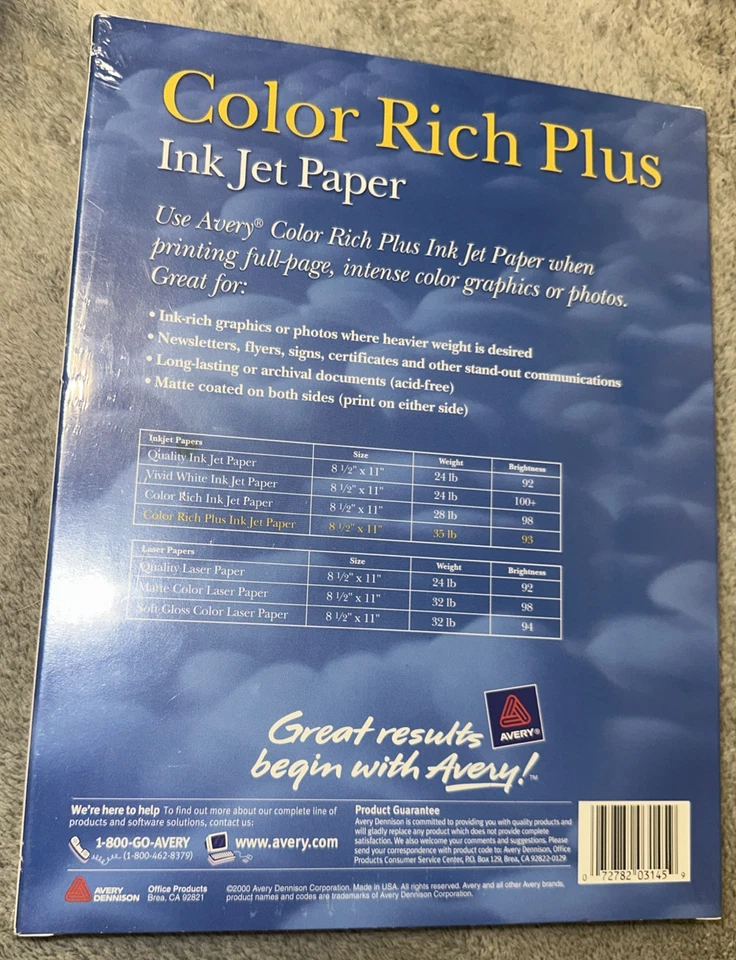 Color Rich Plus
Ink Jet Paper
Use Avery® Color Rich Plus Ink Jet Paper when
printing full-page, intense color graphics or photos.
Great for:
• Ink-rich graphics or photos where heavier weight is desired
• Newsletters, flyers, signs, certificates and other stand-out communications
• Long-lasting or archival documents (acid-free)
• Matte coated on both sides (print on either side)
Inkjet Papers Size Weight Brightness
Quality Ink Jet Paper 8 1/2" x 11" 24 lb 92
Vivid White Ink Jet Paper 8 1/2" x 11" 24 lb 100+
Color Rich Ink Jet Paper 8 1/2" x 11" 28 lb 98
Color Rich Plus Ink Jet Paper 8 1/2" x 11" 35 lb 93
Laser Papers Size Weight Brightness
Quality Laser Paper 8 1/2" x 11" 24 lb 92
Matte Color Laser Paper 8 1/2" x 11" 32 lb 98
Soft Gloss Color Laser Paper 8 1/2" x 11" 32 lb 94
Great results
begin with Avery!™
AVERY®
We're here to help To find out more about our complete line of
products and software solutions, contact us:
1-800-GO-AVERY
(1-800-462-8379)
www.avery.com
Product Guarantee
Avery Dennison is committed to providing you with quality products and
will gladly replace any product which does not provide complete
satisfaction. We also welcome your comments and suggestions. Please
send your correspondence with product code to: Avery Dennison, Office
Products Consumer Service Center, P.O. Box 129, Brea, CA 92822-0129
0 72782 03145 9
AVERY
DENNISON
Office Products
Brea, CA 92821
©2000 Avery Dennison Corporation. Made in USA. All rights reserved. Avery and all other Avery brands,
product names and codes are trademarks of Avery Dennison Corporation.